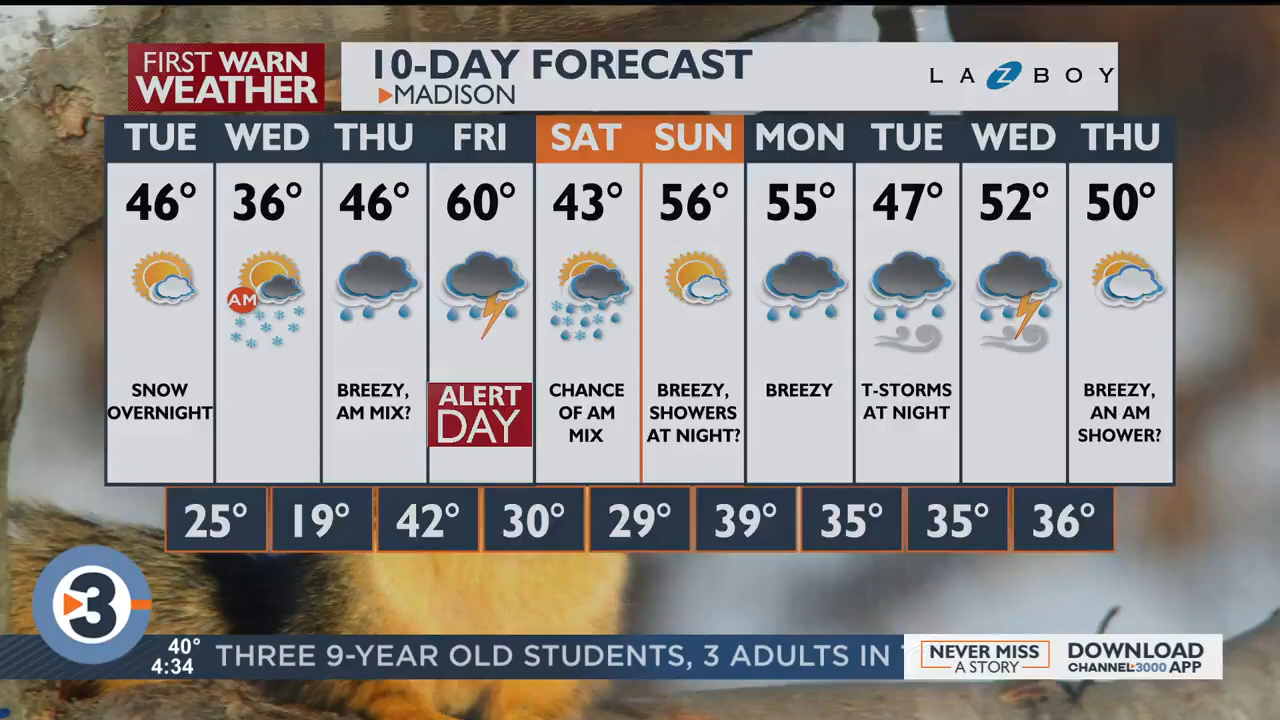 FIRST WARN
WEATHER
10-DAY FORECAST
MADISON
LAZBOY
TUE WED THU FRI SAT SUN MON TUE WED THU
46° 36° 46° 60° 43° 56° 55° 47° 52° 50°
AM
SNOW
OVERNIGHT
BREEZY,
AM MIX?
ALERT
DAY
CHANCE
OF AM
MIX
BREEZY,
SHOWERS
AT NIGHT?
BREEZY
T-STORMS
AT NIGHT
BREEZY,
AN AM
SHOWER?
25° 19° 42° 30° 29° 39° 35° 35° 36°
3
40°
4:34
THREE 9-YEAR OLD STUDENTS, 3 ADULTS IN
NEVER MISS
A STORY
DOWNLOAD
CHANNEL3000 APP